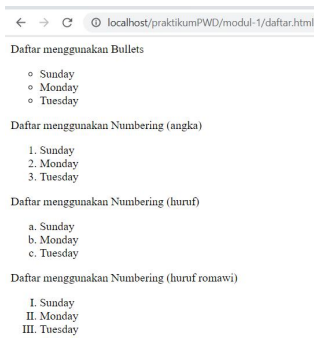 localhost/praktikumPWD/modul-1/daftar.html
Daftar menggunakan Bullets
Sunday
Monday
Tuesday
Daftar menggunakan Numbering (angka)
1. Sunday
2. Monday
3. Tuesday
Daftar menggunakan Numbering (huruf)
a. Sunday
b. Monday
c. Tuesday
Daftar menggunakan Numbering (huruf romawi)
I. Sunday
II. Monday
III. Tuesday